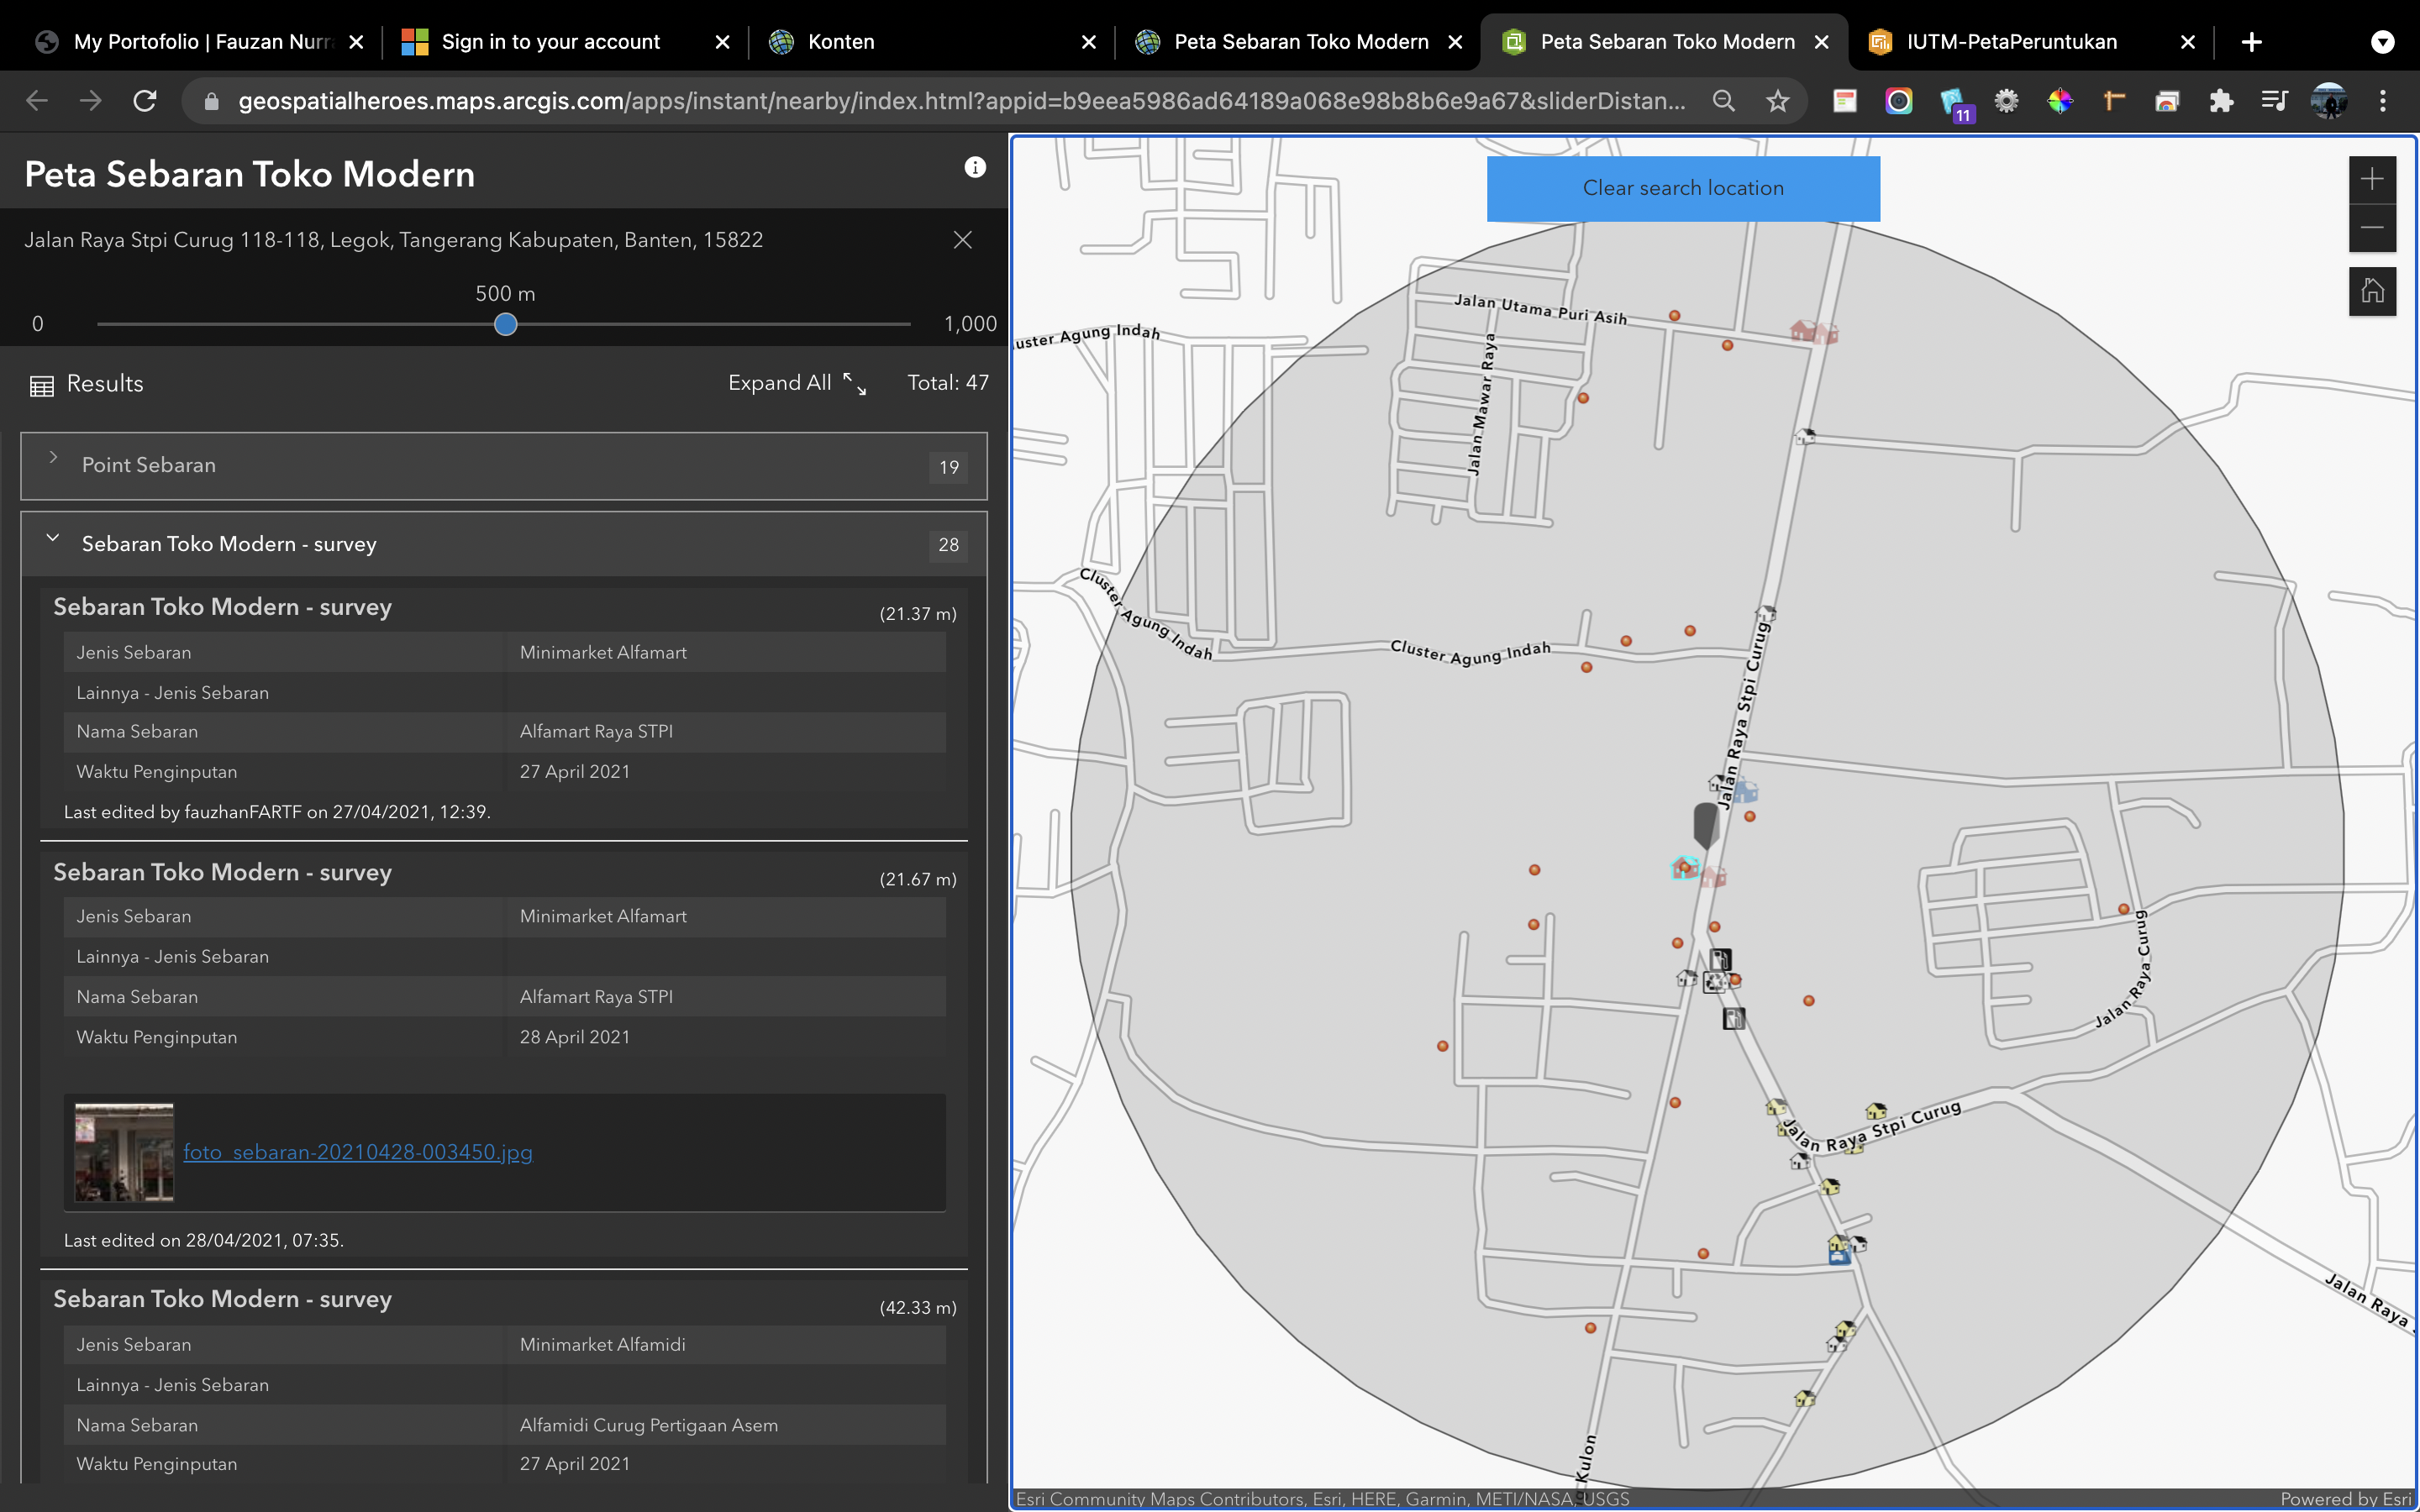 My Portofolio | Fauzan Nurr
Sign in to your account
Konten
Peta Sebaran Toko Modern
Peta Sebaran Toko Modern
IUTM-PetaPeruntukan
geospatialheroes.maps.arcgis.com/apps/instant/nearby/index.html?appid=b9eea5986ad64189a068e98b8b6e9a67&sliderDistan...
11
Peta Sebaran Toko Modern
Jalan Raya Stpi Curug 118-118, Legok, Tangerang Kabupaten, Banten, 15822
500 m
0
1,000
Results
Expand All
Total: 47
Point Sebaran
19
Sebaran Toko Modern - survey
28
Sebaran Toko Modern - survey
(21.37 m)
Jenis Sebaran
Minimarket Alfamart
Lainnya - Jenis Sebaran
Nama Sebaran
Alfamart Raya STPI
Waktu Penginputan
27 April 2021
Last edited by fauzhanFARTF on 27/04/2021, 12:39.
Sebaran Toko Modern - survey
(21.67 m)
Jenis Sebaran
Minimarket Alfamart
Lainnya - Jenis Sebaran
Nama Sebaran
Alfamart Raya STPI
Waktu Penginputan
28 April 2021
foto_sebaran-20210428-003450.jpg
Last edited on 28/04/2021, 07:35.
Sebaran Toko Modern - survey
(42.33 m)
Jenis Sebaran
Minimarket Alfamidi
Lainnya - Jenis Sebaran
Nama Sebaran
Alfamidi Curug Pertigaan Asem
Waktu Penginputan
27 April 2021
Clear search location
Jalan Utama Puri Asih
uster Agung Indah
Jalan Mawar Raya
Cluster Agung Indah
Cluster Agung Indah
Jalan Raya Stpi Curug
Jalan Raya Curug
Jalan Raya Stpi Curug
Jalan Raya
Kulon
Esri Community Maps Contributors, Esri, HERE, Garmin, METI/NASA, USGS
Powered by Esri